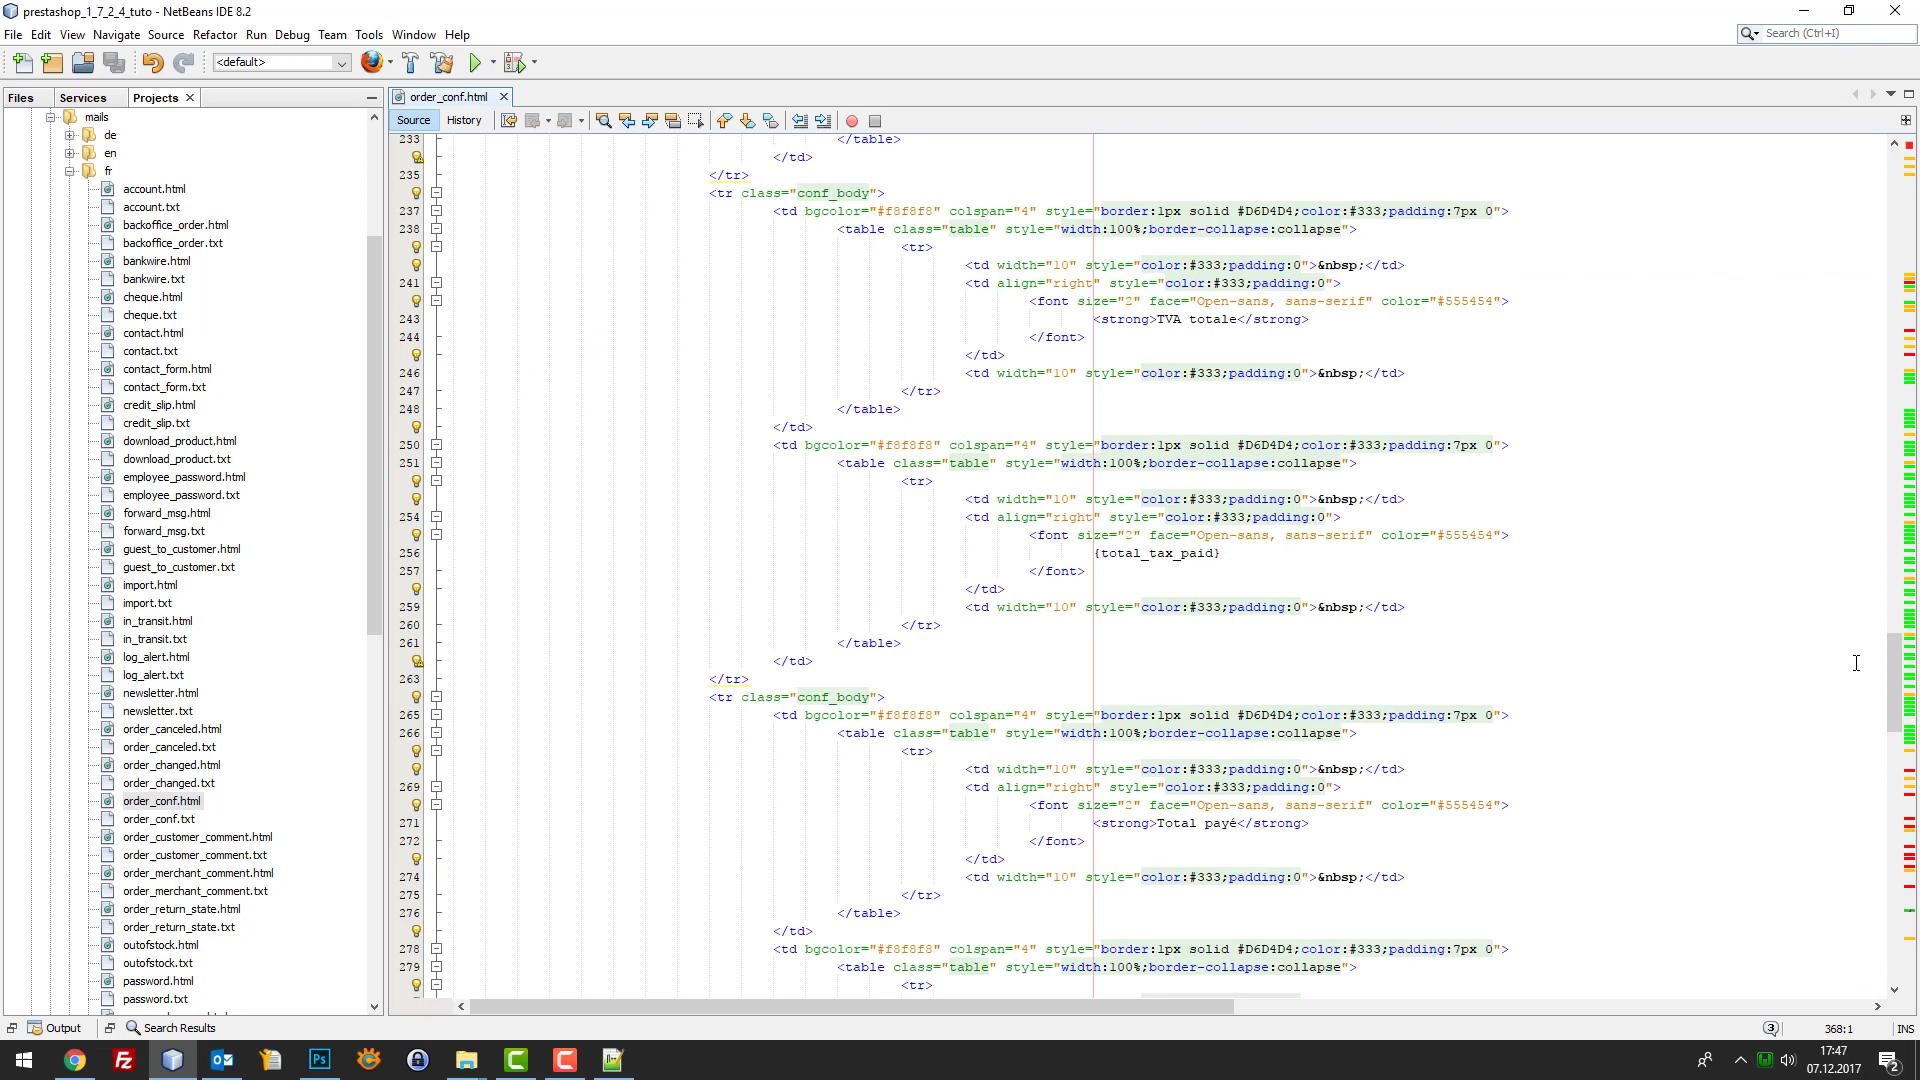 prestashop_1_7_2_4_tuto - NetBeans IDE 8.2
File Edit View Navigate Source Refactor Run Debug Team Tools Window Help
Search (Ctrl+I)
<default>
Files Services Projects
order_conf.html
Source History
mails
de
en
fr
account.html
account.txt
backoffice_order.html
backoffice_order.txt
bankwire.html
bankwire.txt
cheque.html
cheque.txt
contact.html
contact.txt
contact_form.html
contact_form.txt
credit_slip.html
credit_slip.txt
download_product.html
download_product.txt
employee_password.html
employee_password.txt
forward_msg.html
forward_msg.txt
guest_to_customer.html
guest_to_customer.txt
import.html
import.txt
in_transit.html
in_transit.txt
log_alert.html
log_alert.txt
newsletter.html
newsletter.txt
order_canceled.html
order_canceled.txt
order_changed.html
order_changed.txt
order_conf.html
order_conf.txt
order_customer_comment.html
order_customer_comment.txt
order_merchant_comment.html
order_merchant_comment.txt
order_return_state.html
order_return_state.txt
outofstock.html
outofstock.txt
password.html
password.txt
233 </table>
</td>
235 </tr>
<tr class="conf_body">
237 <td bgcolor="#f8f8f8" colspan="4" style="border:1px solid #D6D4D4;color:#333;padding:7px 0">
238 <table class="table" style="width:100%;border-collapse:collapse">
<tr>
<td width="10" style="color:#333;padding:0">&nbsp;</td>
241 <td align="right" style="color:#333;padding:0">
<font size="2" face="Open-sans, sans-serif" color="#555454">
243 <strong>TVA totale</strong>
244 </font>
</td>
246 <td width="10" style="color:#333;padding:0">&nbsp;</td>
247 </tr>
248 </table>
</td>
250 <td bgcolor="#f8f8f8" colspan="4" style="border:1px solid #D6D4D4;color:#333;padding:7px 0">
251 <table class="table" style="width:100%;border-collapse:collapse">
<tr>
<td width="10" style="color:#333;padding:0">&nbsp;</td>
254 <td align="right" style="color:#333;padding:0">
<font size="2" face="Open-sans, sans-serif" color="#555454">
256 {total_tax_paid}
257 </font>
</td>
259 <td width="10" style="color:#333;padding:0">&nbsp;</td>
260 </tr>
261 </table>
</td>
263 </tr>
<tr class="conf_body">
265 <td bgcolor="#f8f8f8" colspan="4" style="border:1px solid #D6D4D4;color:#333;padding:7px 0">
266 <table class="table" style="width:100%;border-collapse:collapse">
<tr>
<td width="10" style="color:#333;padding:0">&nbsp;</td>
269 <td align="right" style="color:#333;padding:0">
<font size="2" face="Open-sans, sans-serif" color="#555454">
271 <strong>Total payé</strong>
272 </font>
</td>
274 <td width="10" style="color:#333;padding:0">&nbsp;</td>
275 </tr>
276 </table>
</td>
278 <td bgcolor="#f8f8f8" colspan="4" style="border:1px solid #D6D4D4;color:#333;padding:7px 0">
279 <table class="table" style="width:100%;border-collapse:collapse">
<tr>
Output Search Results
3 368:1 INS
17:47
07.12.2017
2